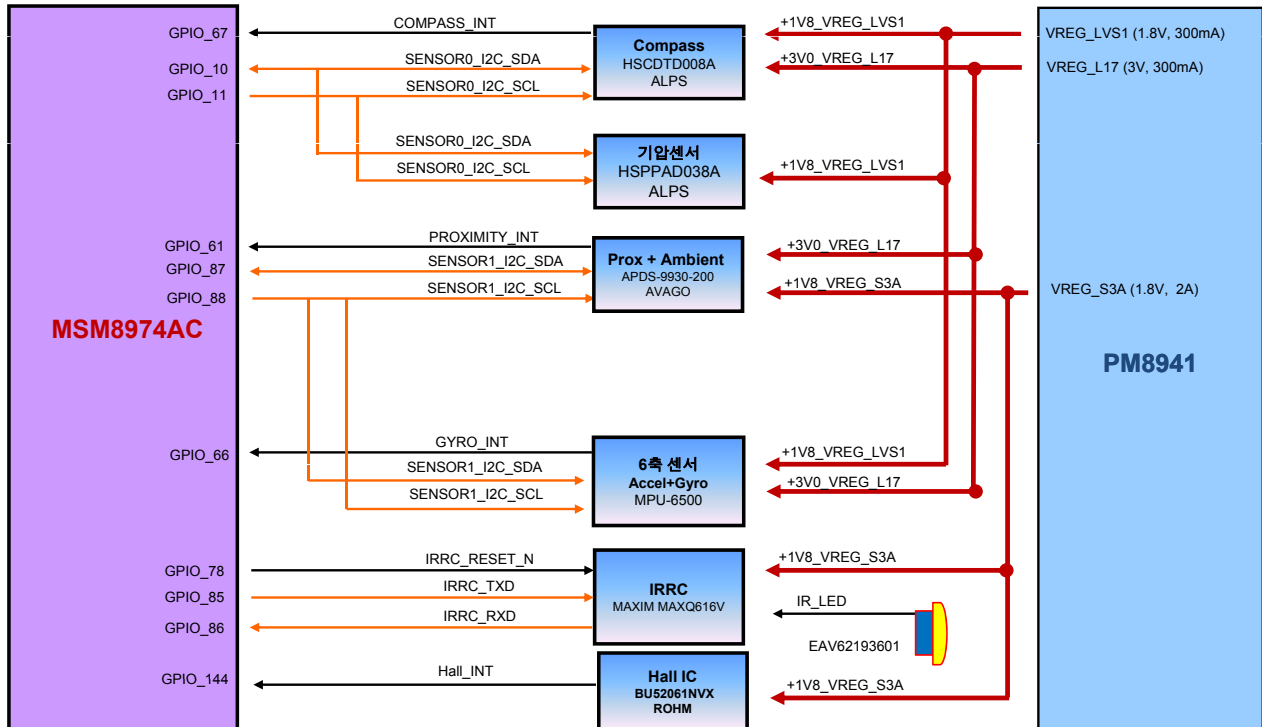 GPIO_67
COMPASS_INT
Compass
HSCDTD008A
ALPS
+1V8_VREG_LVS1
VREG_LVS1 (1.8V, 300mA)
GPIO_10
SENSOR0_I2C_SDA
+3V0_VREG_L17
VREG_L17 (3V, 300mA)
GPIO_11
SENSOR0_I2C_SCL
SENSOR0_I2C_SDA
SENSOR0_I2C_SCL
기압센서
HSPPAD038A
ALPS
+1V8_VREG_LVS1
GPIO_61
PROXIMITY_INT
GPIO_87
SENSOR1_I2C_SDA
GPIO_88
SENSOR1_I2C_SCL
Prox + Ambient
APDS-9930-200
AVAGO
+3V0_VREG_L17
+1V8_VREG_S3A
VREG_S3A (1.8V, 2A)
MSM8974AC
PM8941
GPIO_66
GYRO_INT
SENSOR1_I2C_SDA
SENSOR1_I2C_SCL
6축 센서
Accel+Gyro
MPU-6500
+1V8_VREG_LVS1
+3V0_VREG_L17
GPIO_78
IRRC_RESET_N
GPIO_85
IRRC_TXD
GPIO_86
IRRC_RXD
IRRC
MAXIM MAXQ616V
+1V8_VREG_S3A
IR_LED
EAV62193601
GPIO_144
Hall_INT
Hall IC
BU52061NVX
ROHM
+1V8_VREG_S3A